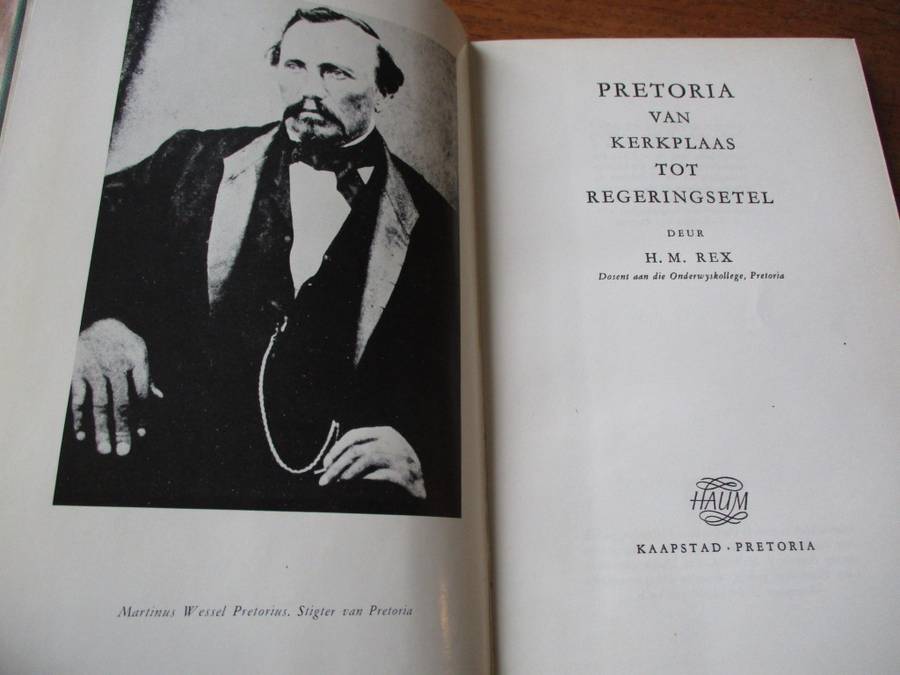 Martinus Wessel Pretorius. Stigter van Pretoria
PRETORIA
VAN
KERKPLAAS
TOT
REGERINGSETEL
DEUR
H. M. REX
Dosent aan die Onderwyskollege, Pretoria
HAUM
KAAPSTAD · PRETORIA